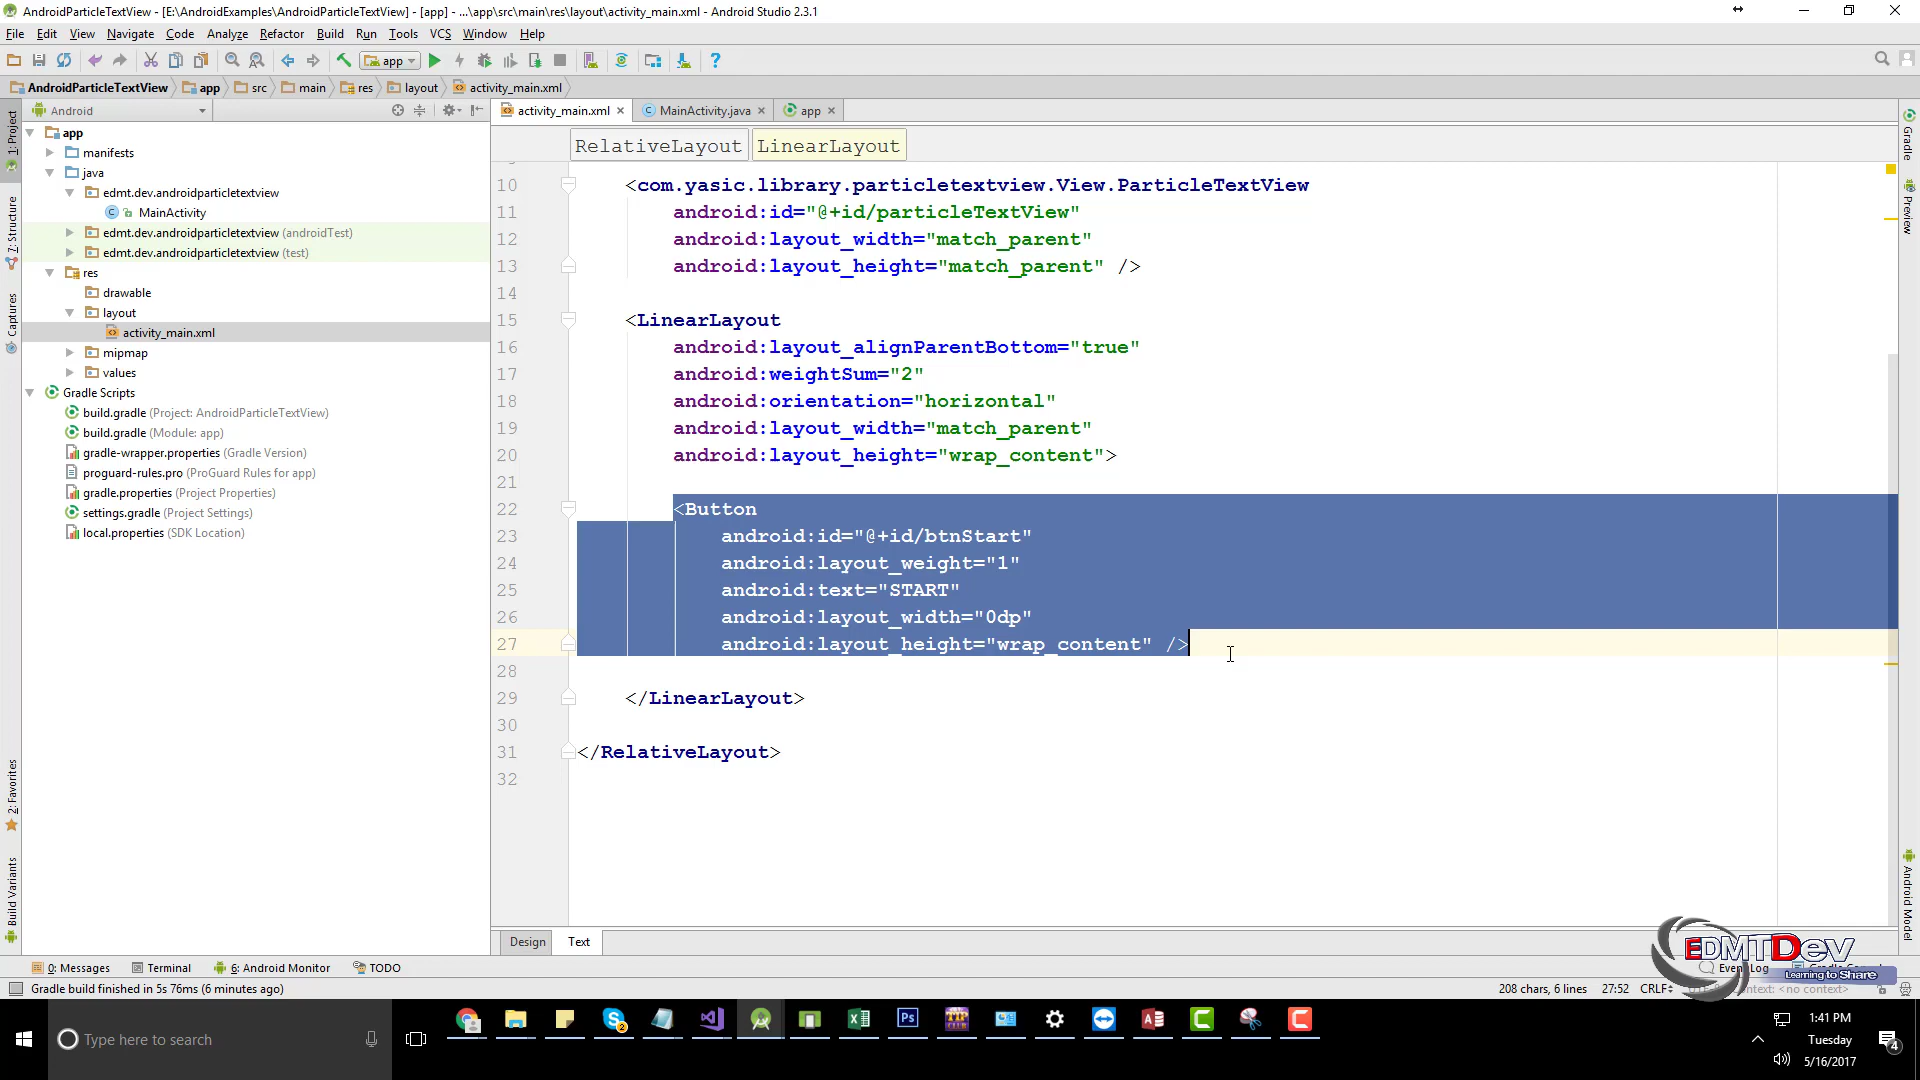 AndroidParticleTextView - [E:\AndroidExamples\AndroidParticleTextView] - [app] - ...\app\src\main\res\layout\activity_main.xml - Android Studio 2.3.1
File Edit View Navigate Code Analyze Refactor Build Run Tools VCS Window Help
app
AndroidParticleTextView app src main res layout activity_main.xml
Android
activity_main.xml MainActivity.java app
RelativeLayout LinearLayout
1: Project
7: Structure
Captures
2: Favorites
Build Variants
app
manifests
java
edmt.dev.androidparticletextview
MainActivity
edmt.dev.androidparticletextview (androidTest)
edmt.dev.androidparticletextview (test)
res
drawable
layout
activity_main.xml
mipmap
values
Gradle Scripts
build.gradle (Project: AndroidParticleTextView)
build.gradle (Module: app)
gradle-wrapper.properties (Gradle Version)
proguard-rules.pro (ProGuard Rules for app)
gradle.properties (Project Properties)
settings.gradle (Project Settings)
local.properties (SDK Location)
10 <com.yasic.library.particletextview.View.ParticleTextView
11 android:id="@+id/particleTextView"
12 android:layout_width="match_parent"
13 android:layout_height="match_parent" />
14
15 <LinearLayout
16 android:layout_alignParentBottom="true"
17 android:weightSum="2"
18 android:orientation="horizontal"
19 android:layout_width="match_parent"
20 android:layout_height="wrap_content">
21
22 <Button
23 android:id="@+id/btnStart"
24 android:layout_weight="1"
25 android:text="START"
26 android:layout_width="0dp"
27 android:layout_height="wrap_content" />
28
29 </LinearLayout>
30
31 </RelativeLayout>
32
Gradle
Preview
Android Model
Design Text
EDMTDev
Learning to Share
0: Messages Terminal 6: Android Monitor TODO Event Log
Gradle build finished in 5s 76ms (6 minutes ago) 208 chars, 6 lines 27:52 CRLF Context: <no context>
Type here to search
1:41 PM
Tuesday
5/16/2017